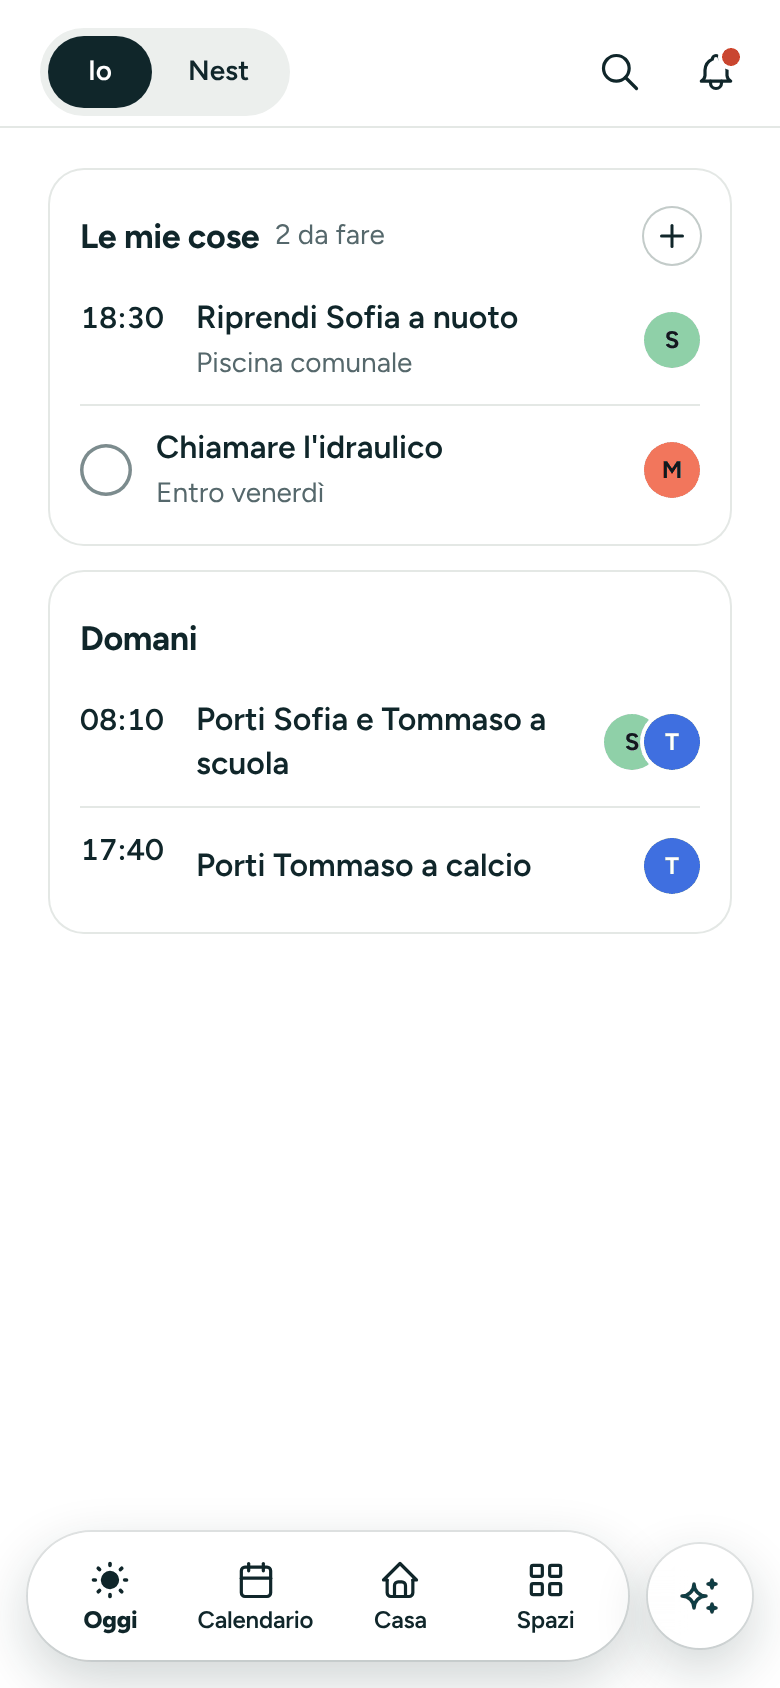 Io
Nest
Le mie cose 2 da fare
18:30 Riprendi Sofia a nuoto
Piscina comunale
S
Chiamare l'idraulico
Entro venerdì
M
Domani
08:10 Porti Sofia e Tommaso a
scuola
S T
17:40 Porti Tommaso a calcio
T
Oggi
Calendario
Casa
Spazi